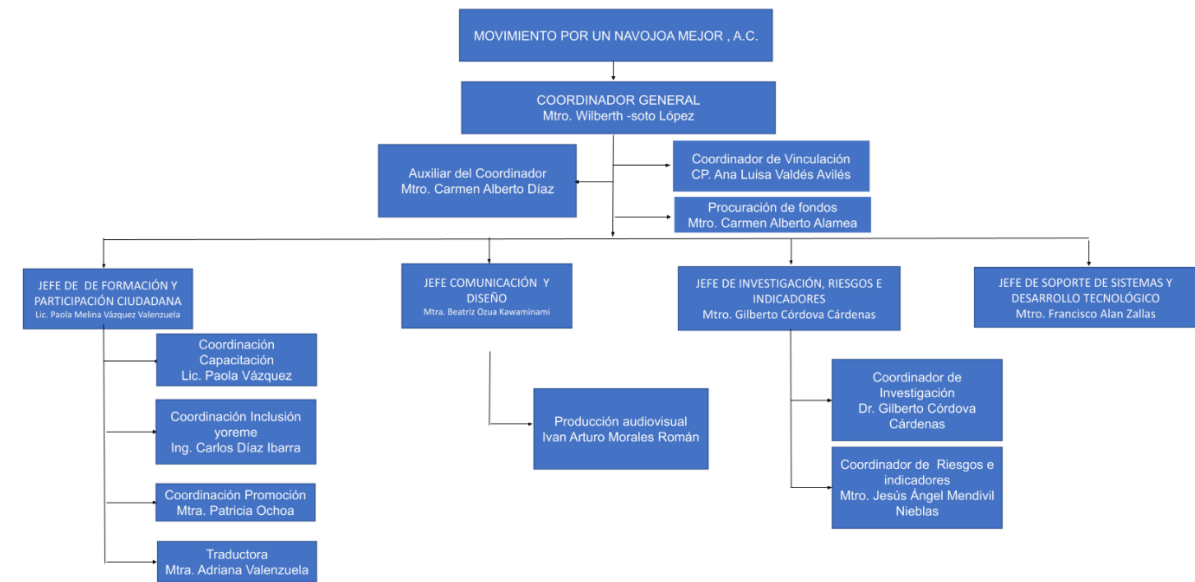 MOVIMIENTO POR UN NAVOJOA MEJOR , A.C.
COORDINADOR GENERAL
Mtro. Wilberth -soto López
Auxiliar del Coordinador
Mtro. Carmen Alberto Díaz
Coordinador de Vinculación
CP. Ana Luisa Valdés Avilés
Procuración de fondos
Mtro. Carmen Alberto Alamea
JEFE DE DE FORMACIÓN Y
PARTICIPACIÓN CIUDADANA
Lic. Paola Melina Vázquez Valenzuela
JEFE COMUNICACIÓN Y
DISEÑO
Mtra. Beatriz Ozua Kawaminami
JEFE DE INVESTIGACIÓN, RIESGOS E
INDICADORES
Mtro. Gilberto Córdova Cárdenas
JEFE DE SOPORTE DE SISTEMAS Y
DESARROLLO TECNOLÓGICO
Mtro. Francisco Alan Zallas
Coordinación
Capacitación
Lic. Paola Vázquez
Coordinación Inclusión
yoreme
Ing. Carlos Díaz Ibarra
Coordinación Promoción
Mtra. Patricia Ochoa
Traductora
Mtra. Adriana Valenzuela
Producción audiovisual
Ivan Arturo Morales Román
Coordinador de
Investigación
Dr. Gilberto Córdova
Cárdenas
Coordinador de Riesgos e
indicadores
Mtro. Jesús Ángel Mendivil
Nieblas